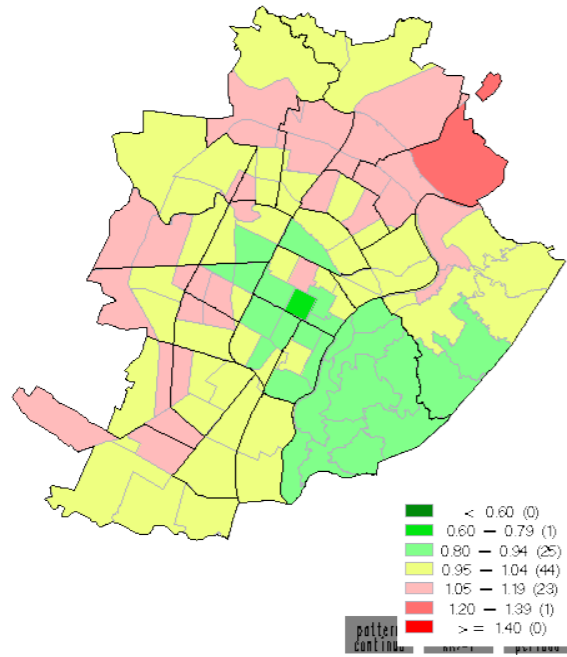 < 0.60 (0)
0.60 – 0.79 (1)
0.80 – 0.94 (25)
0.95 – 1.04 (44)
1.05 – 1.19 (23)
1.20 – 1.39 (1)
> = 1.40 (0)